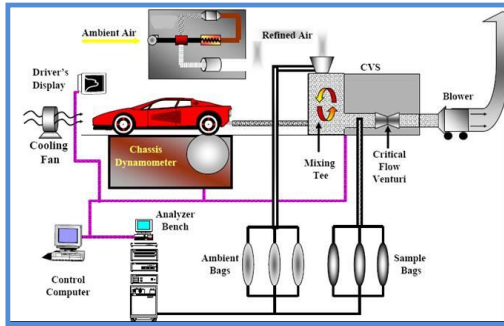 Ambient Air
Refined Air
Driver's
Display
CVS
Blower
Cooling
Fan
Chassis
Dynamometer
Mixing
Tee
Critical
Flow
Venturi
Analyzer
Bench
Ambient
Bags
Sample
Bags
Control
Computer